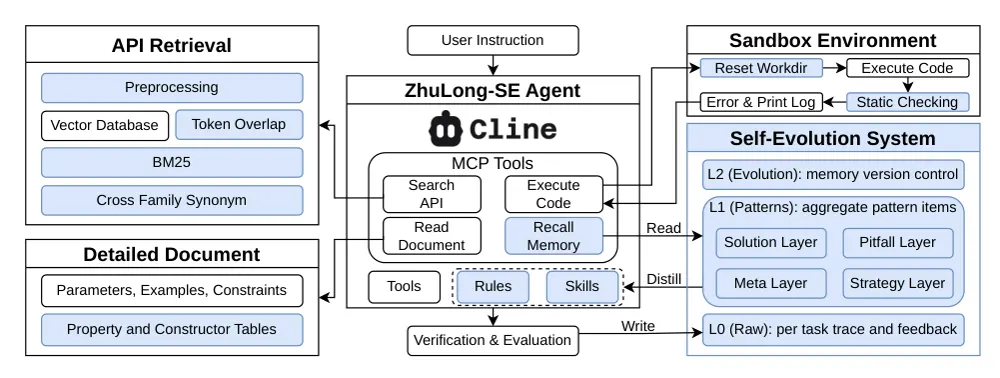 API Retrieval
Preprocessing
Vector Database
Token Overlap
BM25
Cross Family Synonym
Detailed Document
Parameters, Examples, Constraints
Property and Constructor Tables
User Instruction
ZhuLong-SE Agent
Cline
MCP Tools
Search
API
Execute
Code
Read
Document
Recall
Memory
Tools
Rules
Skills
Verification & Evaluation
Read
Distill
Write
Sandbox Environment
Reset Workdir
Execute Code
Error & Print Log
Static Checking
Self-Evolution System
L2 (Evolution): memory version control
L1 (Patterns): aggregate pattern items
Solution Layer
Pitfall Layer
Meta Layer
Strategy Layer
L0 (Raw): per task trace and feedback